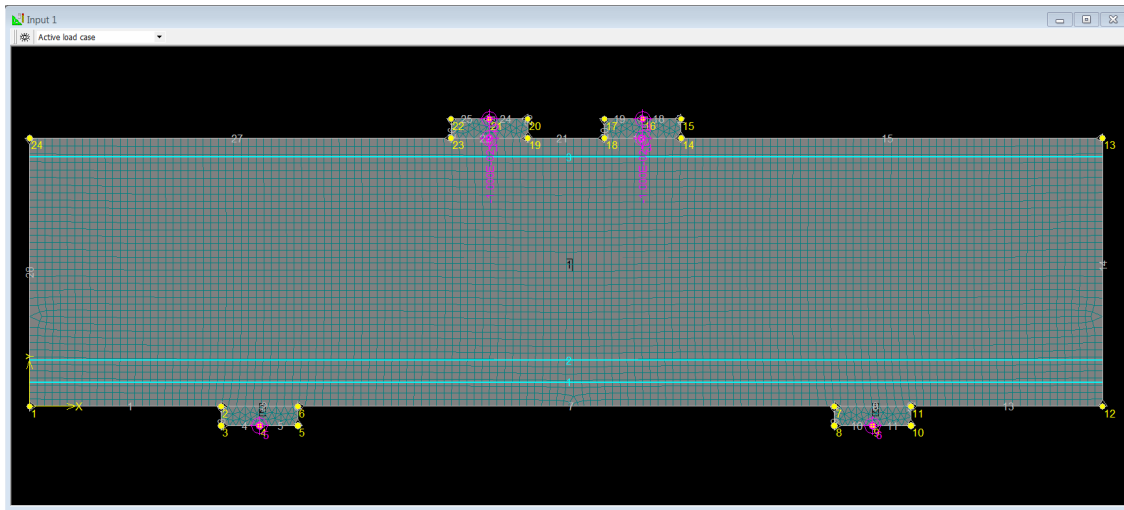 Input 1
Active load case
22 25 21 24 20 17 19 16 18 15
23 19 18 14
24 27 21 15 13
3
1
28 14
2
1
1 X 1 2 6 7 7 11 13 12
3 4 4 5 5 8 10 9 11 10